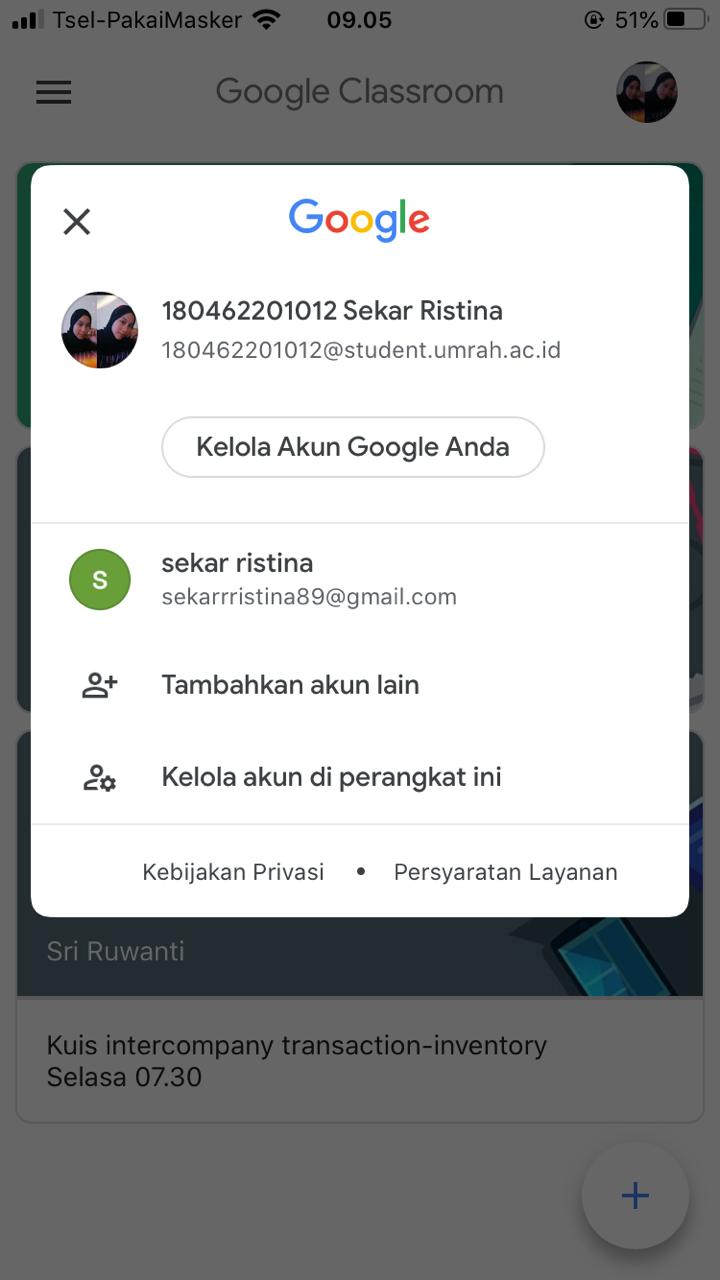 Tsel-PakaiMasker 09.05 51%
Google Classroom
Google
180462201012 Sekar Ristina
180462201012@student.umrah.ac.id
Kelola Akun Google Anda
S
sekar ristina
sekarrristina89@gmail.com
Tambahkan akun lain
Kelola akun di perangkat ini
Kebijakan Privasi • Persyaratan Layanan
Sri Ruwanti
Kuis intercompany transaction-inventory
Selasa 07.30